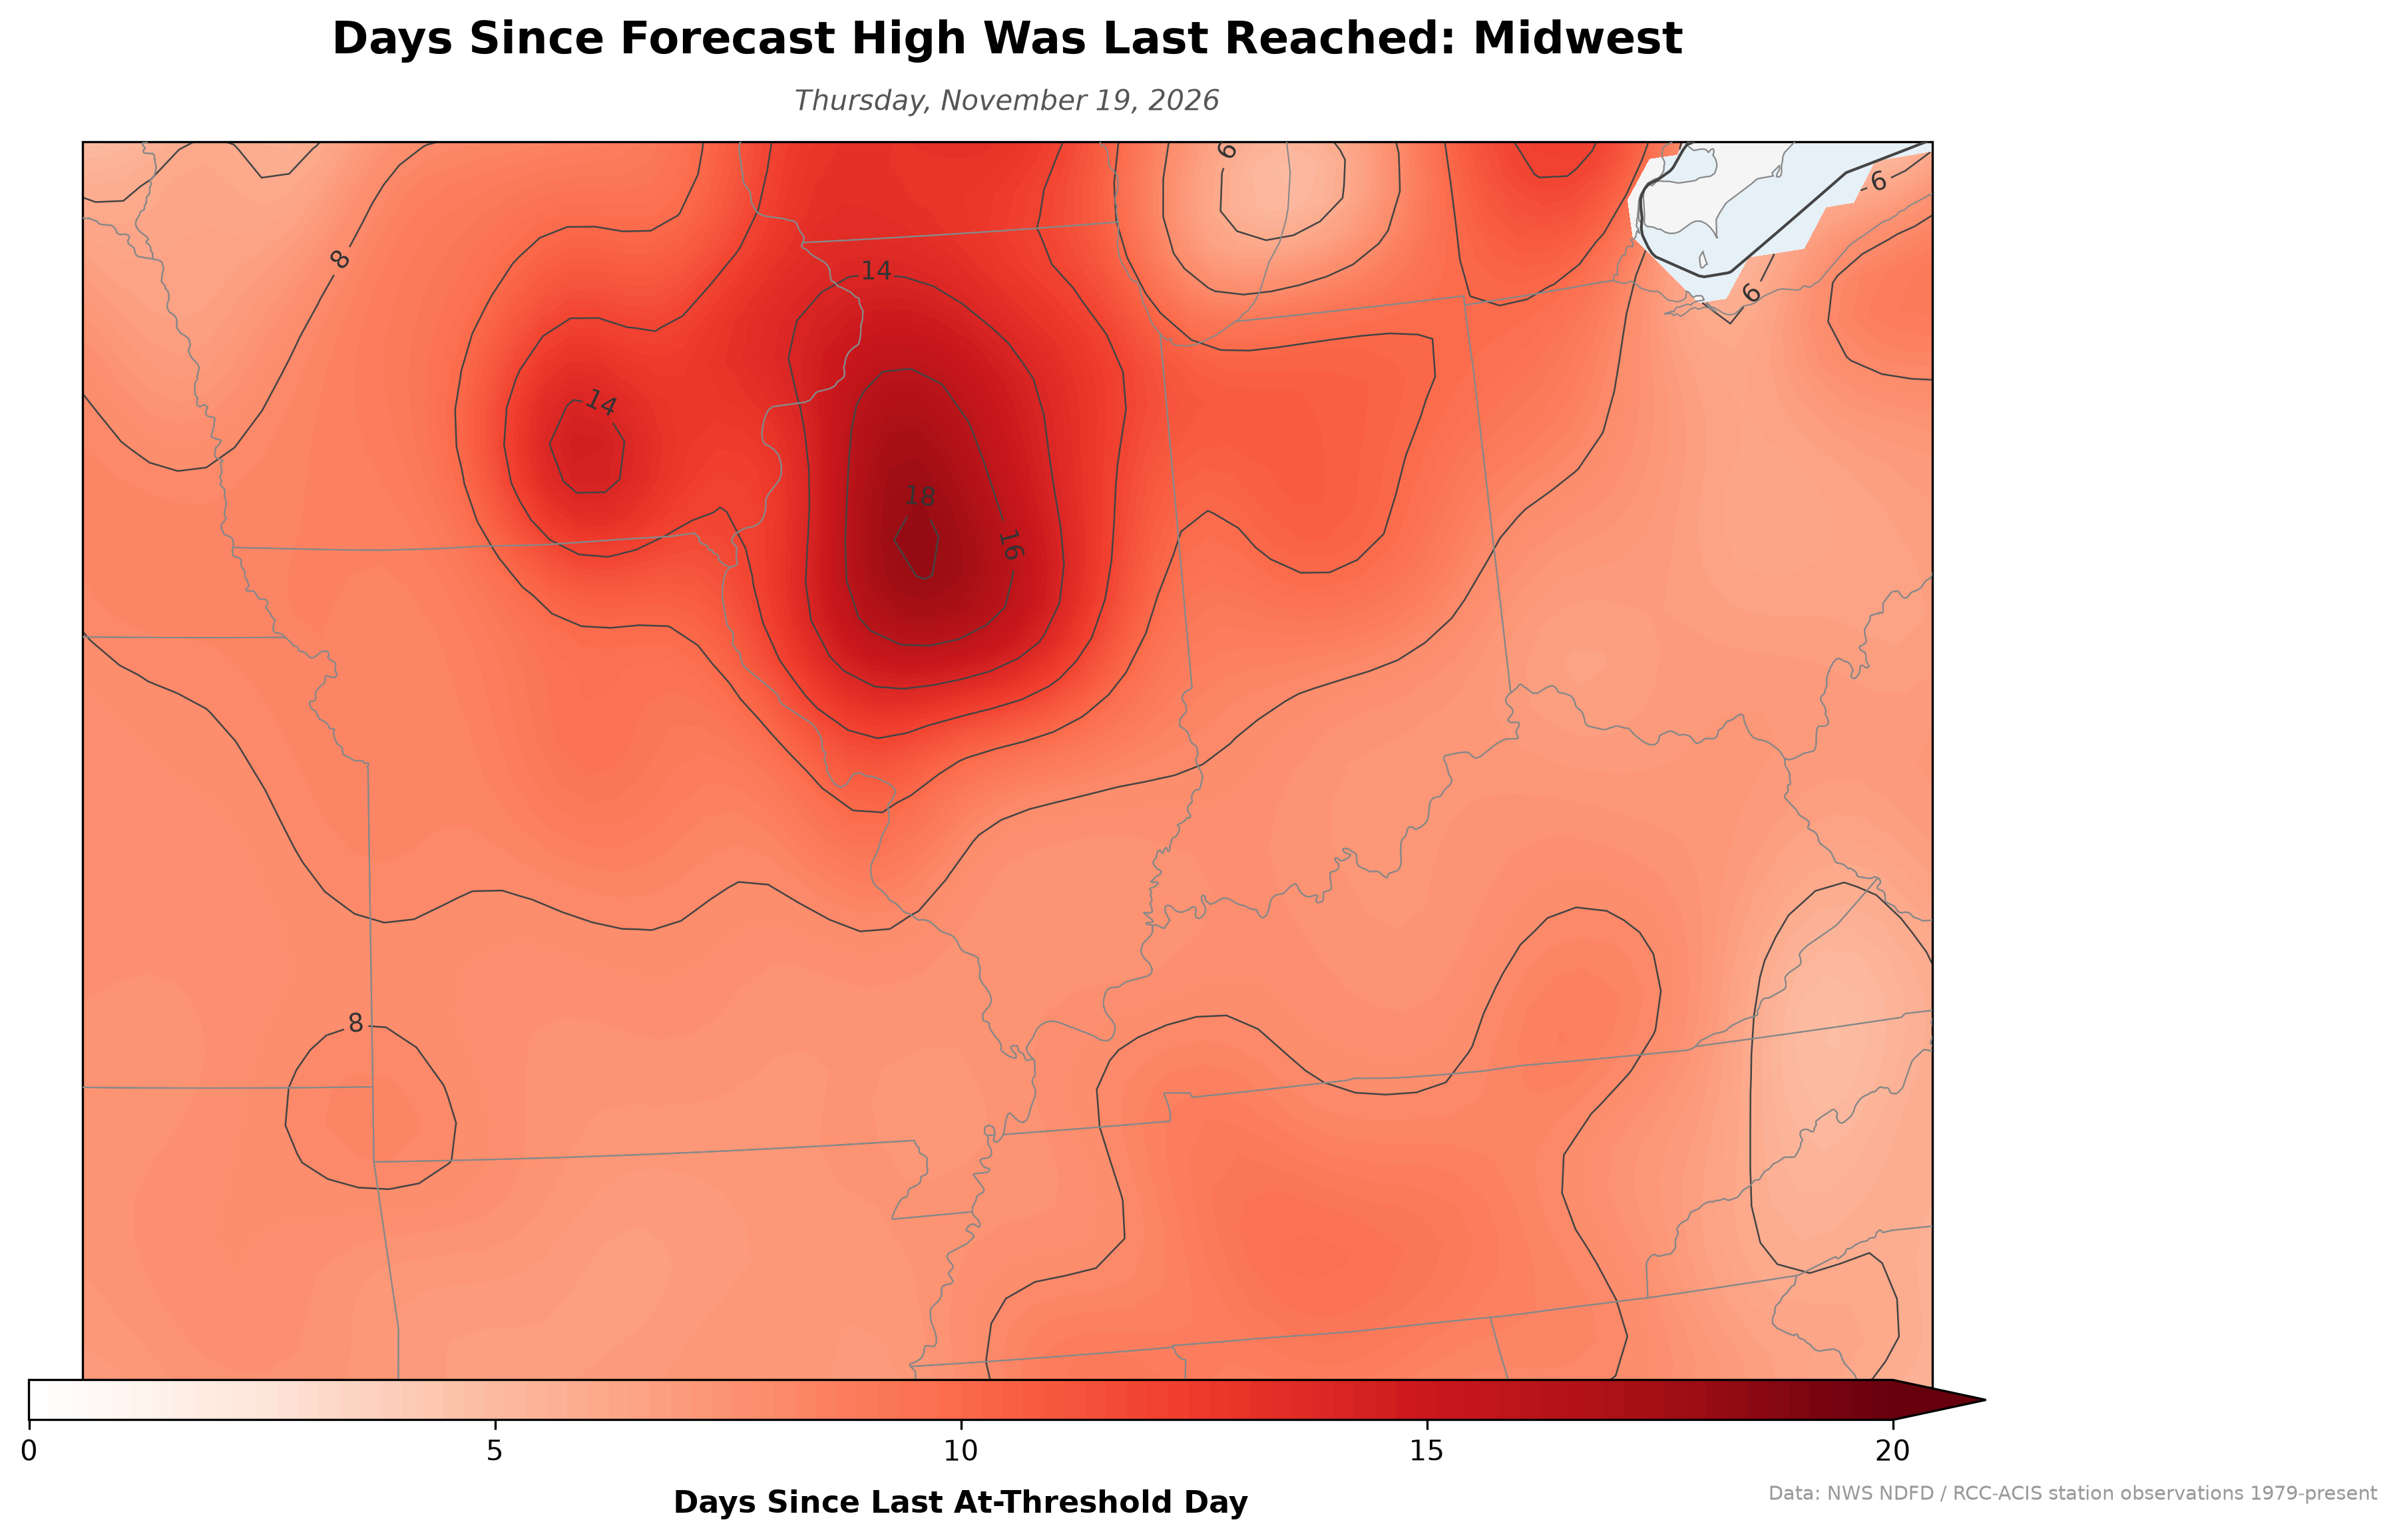 Days Since Forecast High Was Last Reached: Midwest
Thursday, November 19, 2026
6
6
8
14
6
14
18
16
8
0 5 10 15 20
Days Since Last At-Threshold Day
Data: NWS NDFD / RCC-ACIS station observations 1979-present